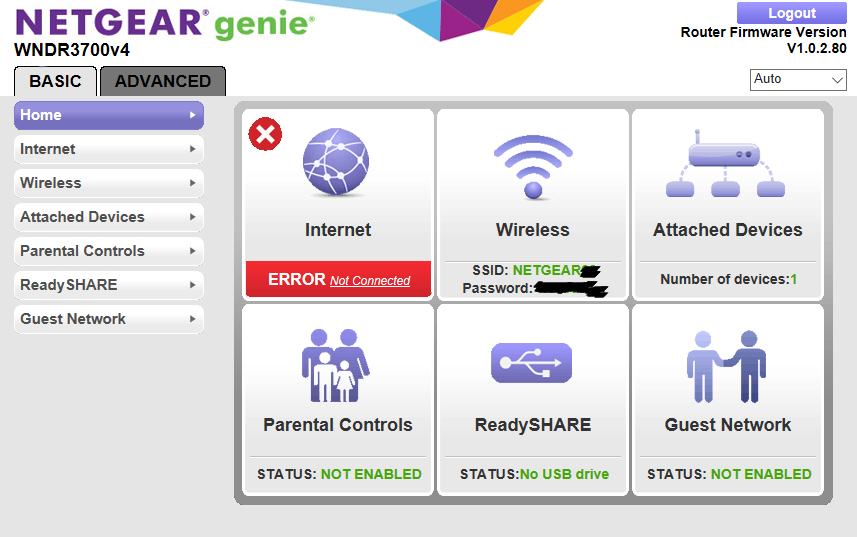 NETGEAR® genie®
WNDR3700v4
Logout
Router Firmware Version
V1.0.2.80
BASIC
ADVANCED
Auto
Home
Internet
Wireless
Attached Devices
Parental Controls
ReadySHARE
Guest Network
Internet
ERROR Not Connected
Wireless
SSID: NETGEAR
Password:
Attached Devices
Number of devices:1
Parental Controls
STATUS: NOT ENABLED
ReadySHARE
STATUS:No USB drive
Guest Network
STATUS: NOT ENABLED